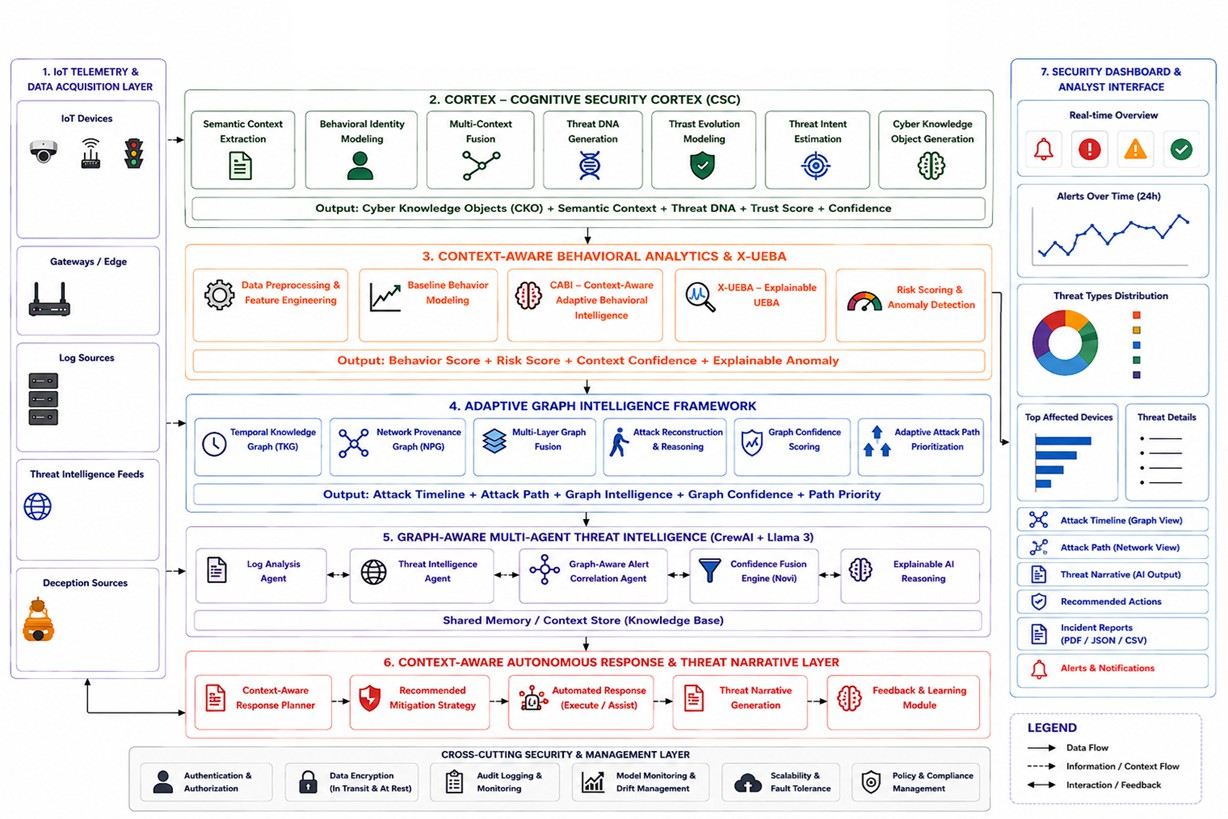 1. IoT TELEMETRY &
DATA ACQUISITION LAYER
IoT Devices
Gateways / Edge
Log Sources
Threat Intelligence Feeds
Deception Sources
2. CORTEX – COGNITIVE SECURITY CORTEX (CSC)
Semantic Context
Extraction
Behavioral Identity
Modeling
Multi-Context
Fusion
Threat DNA
Generation
Thrast Evolution
Modeling
Threat Intent
Estimation
Cyber Knowledge
Object Generation
Output: Cyber Knowledge Objects (CKO) + Semantic Context + Threat DNA + Trust Score + Confidence
3. CONTEXT-AWARE BEHAVIORAL ANALYTICS & X-UEBA
Data Preprocessing &
Feature Engineering
Baseline Behavior
Modeling
CABI – Context-Aware
Adaptive Behavioral
Intelligence
X-UEBA – Explainable
UEBA
Risk Scoring &
Anomaly Detection
Output: Behavior Score + Risk Score + Context Confidence + Explainable Anomaly
4. ADAPTIVE GRAPH INTELLIGENCE FRAMEWORK
Temporal Knowledge
Graph (TKG)
Network Provenance
Graph (NPG)
Multi-Layer Graph
Fusion
Attack Reconstruction
& Reasoning
Graph Confidence
Scoring
Adaptive Attack Path
Prioritization
Output: Attack Timeline + Attack Path + Graph Intelligence + Graph Confidence + Path Priority
5. GRAPH-AWARE MULTI-AGENT THREAT INTELLIGENCE (CrewAI + Llama 3)
Log Analysis
Agent
Threat Intelligence
Agent
Graph-Aware Alert
Correlation Agent
Confidence Fusion
Engine (Novi)
Explainable AI
Reasoning
Shared Memory / Context Store (Knowledge Base)
6. CONTEXT-AWARE AUTONOMOUS RESPONSE & THREAT NARRATIVE LAYER
Context-Aware
Response Planner
Recommended
Mitigation Strategy
Automated Response
(Execute / Assist)
Threat Narrative
Generation
Feedback & Learning
Module
CROSS-CUTTING SECURITY & MANAGEMENT LAYER
Authentication &
Authorization
Data Encryption
(In Transit & At Rest)
Audit Logging &
Monitoring
Model Monitoring &
Drift Management
Scalability &
Fault Tolerance
Policy & Compliance
Management
7. SECURITY DASHBOARD &
ANALYST INTERFACE
Real-time Overview
Alerts Over Time (24h)
Threat Types Distribution
Top Affected Devices
Threat Details
Attack Timeline (Graph View)
Attack Path (Network View)
Threat Narrative (AI Output)
Recommended Actions
Incident Reports
(PDF / JSON / CSV)
Alerts & Notifications
LEGEND
Data Flow
Information / Context Flow
Interaction / Feedback